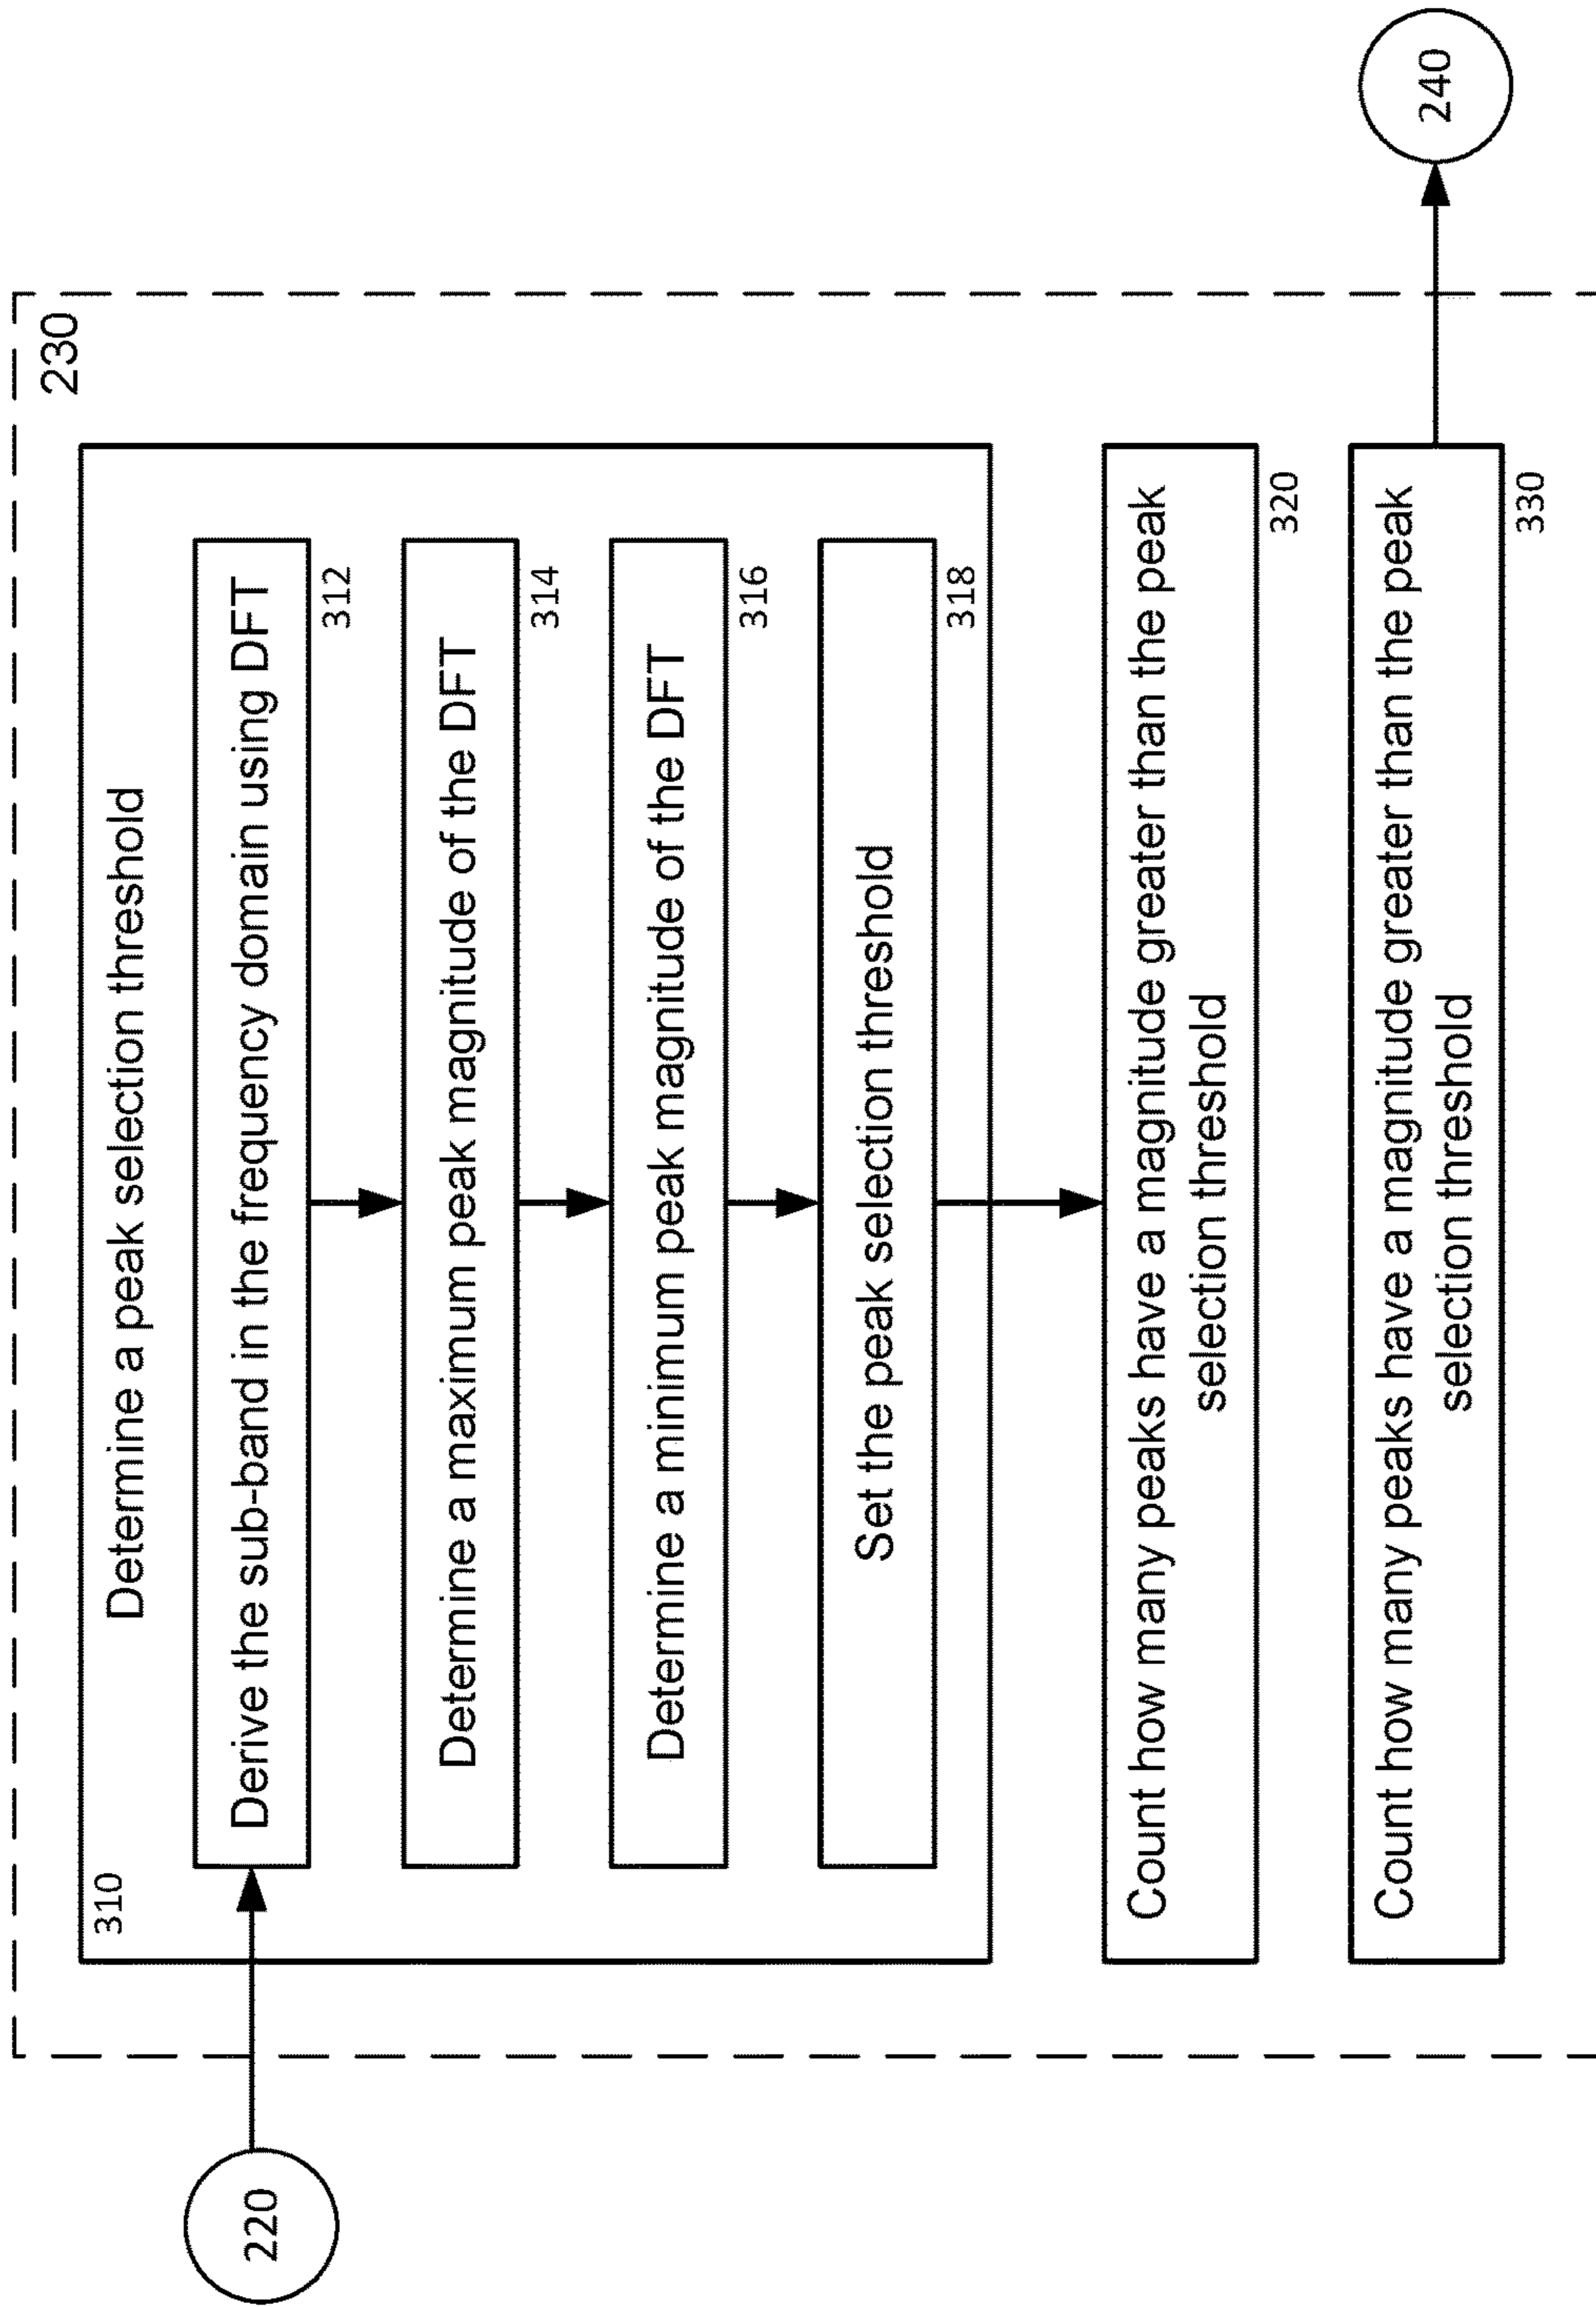 230
310
Determine a peak selection threshold
220
Derive the sub-band in the frequency domain using DFT
312
Determine a maximum peak magnitude of the DFT
314
Determine a minimum peak magnitude of the DFT
316
Set the peak selection threshold
318
Count how many peaks have a magnitude greater than the peak
selection threshold
320
Count how many peaks have a magnitude greater than the peak
selection threshold
330
240